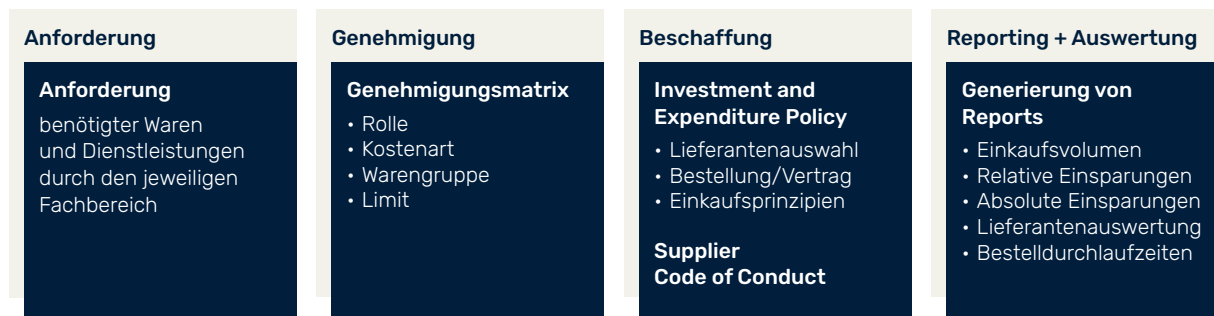 Anforderung
Anforderung
benötigter Waren
und Dienstleistungen
durch den jeweiligen
Fachbereich
Genehmigung
Genehmigungsmatrix
• Rolle
• Kostenart
• Warengruppe
• Limit
Beschaffung
Investment and
Expenditure Policy
• Lieferantenauswahl
• Bestellung/Vertrag
• Einkaufsprinzipien
Supplier
Code of Conduct
Reporting + Auswertung
Generierung von
Reports
• Einkaufsvolumen
• Relative Einsparungen
• Absolute Einsparungen
• Lieferantenauswertung
• Bestelldurchlaufzeiten